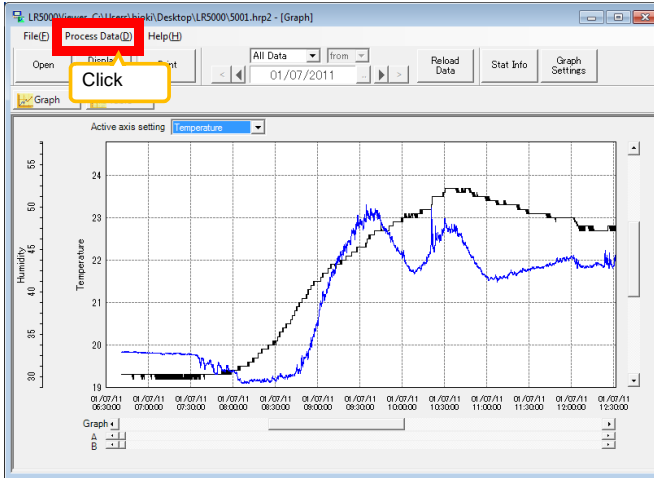 LR5000Viewer C:\Users\hioki\Desktop\LR5000\5001.hrp2 - [Graph]
File(F) Process Data(D) Help(H)
Open Click All Data from Reload Data Stat Info Graph Settings
< 01/07/2011 .. >
Graph
Active axis setting Temperature
Humidity
55
50
45
40
35
30
Temperature
24
23
22
21
20
19
01/07/11 01/07/11 01/07/11 01/07/11 01/07/11 01/07/11 01/07/11 01/07/11 01/07/11 01/07/11 01/07/11 01/07/11 01/07/11
06:30:00 07:00:00 07:30:00 08:00:00 08:30:00 09:00:00 09:30:00 10:00:00 10:30:00 11:00:00 11:30:00 12:00:00 12:30:00
Graph
A
B